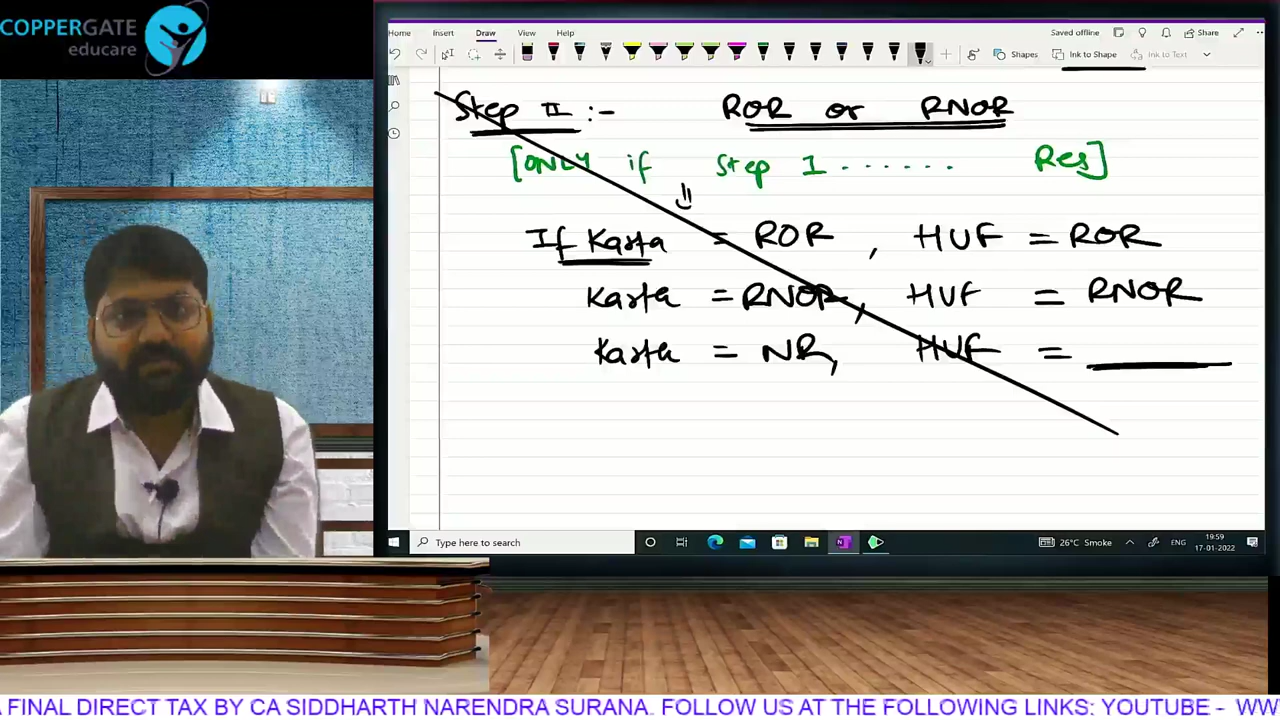 COPPERGATE
educare
Home Insert Draw View Help
Saved offline
Share
Shapes
Ink to Shape
Ink to Text
Step II :- ROR or RNOR
[ONLY if Step 1 ....... Res]
If Karta = ROR, HUF = ROR
Karta = RNOR, HUF = RNOR
Karta = NR, HUF = ______
Type here to search
26°C Smoke
ENG
19:59
17-01-2022
A FINAL DIRECT TAX BY CA SIDDHARTH NARENDRA SURANA. FOLLOW US AT THE FOLLOWING LINKS: YOUTUBE - WW